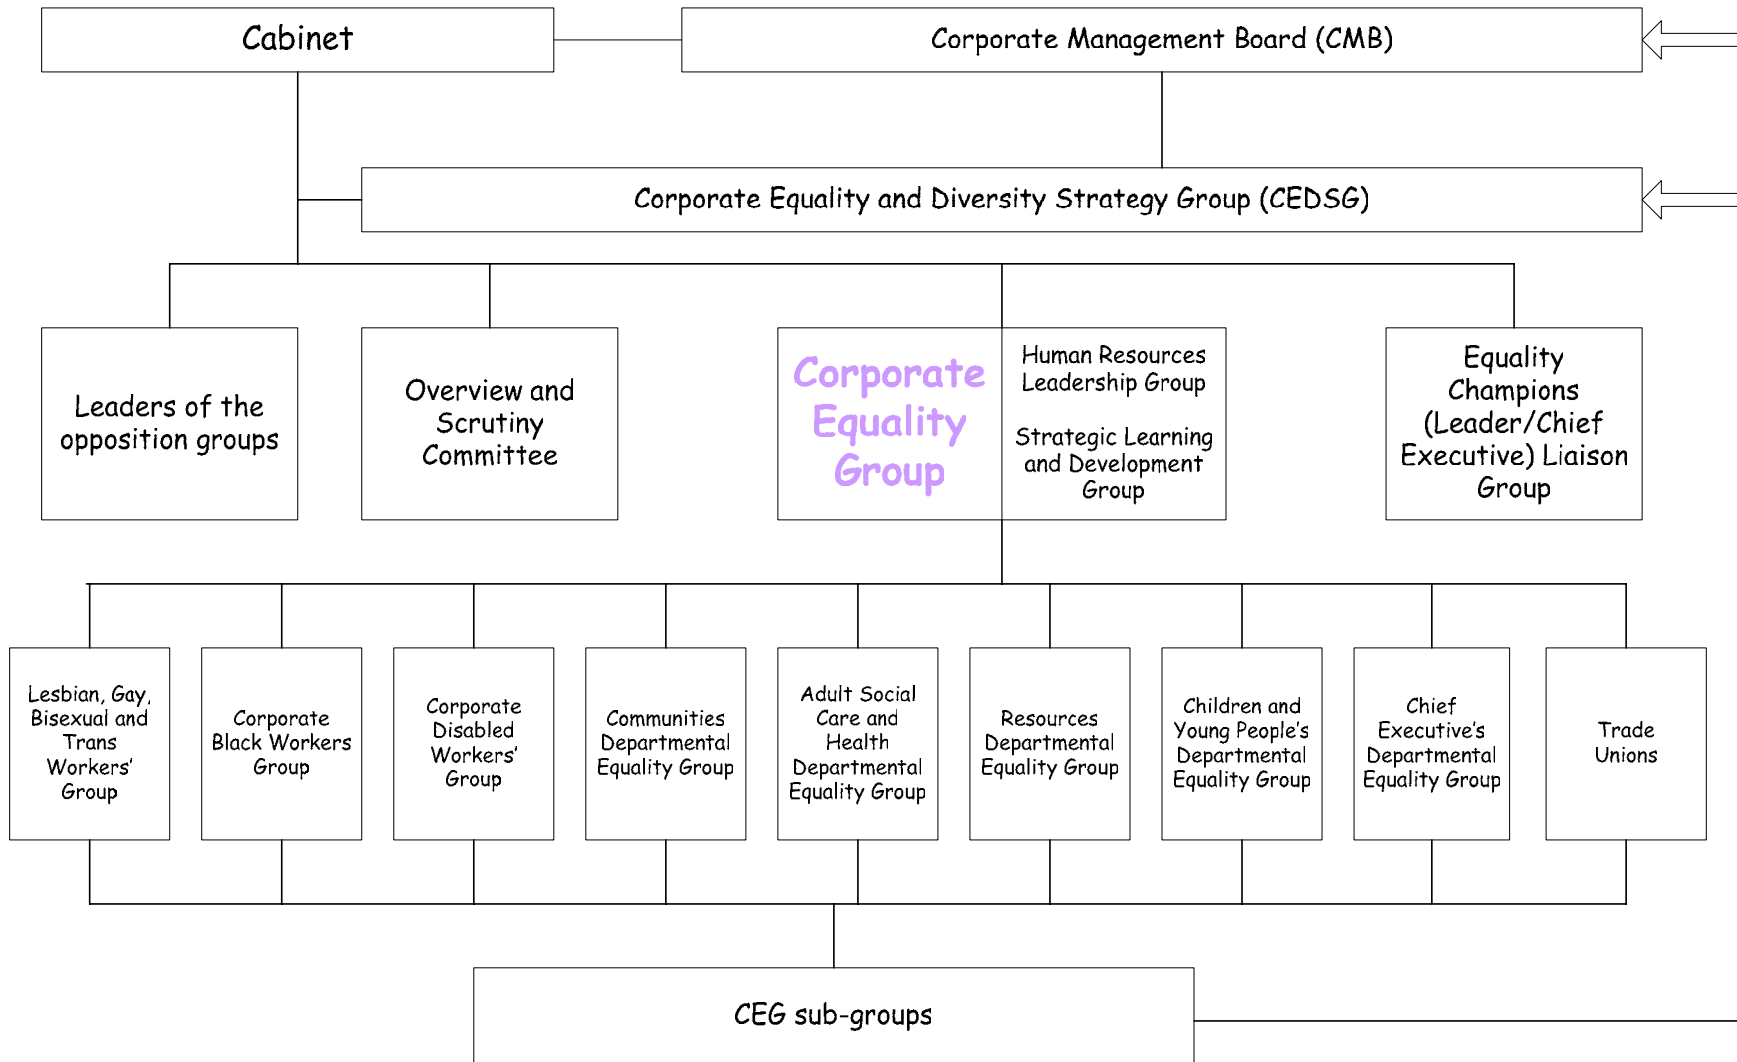 Cabinet
Corporate Management Board (CMB)
Corporate Equality and Diversity Strategy Group (CEDSG)
Leaders of the
opposition groups
Overview and
Scrutiny
Committee
Corporate
Equality
Group
Human Resources
Leadership Group
Strategic Learning
and Development
Group
Equality
Champions
(Leader/Chief
Executive) Liaison
Group
Lesbian, Gay,
Bisexual and
Trans
Workers'
Group
Corporate
Black Workers
Group
Corporate
Disabled
Workers'
Group
Communities
Departmental
Equality Group
Adult Social
Care and
Health
Departmental
Equality Group
Resources
Departmental
Equality Group
Children and
Young People's
Departmental
Equality Group
Chief
Executive's
Departmental
Equality Group
Trade
Unions
CEG sub-groups